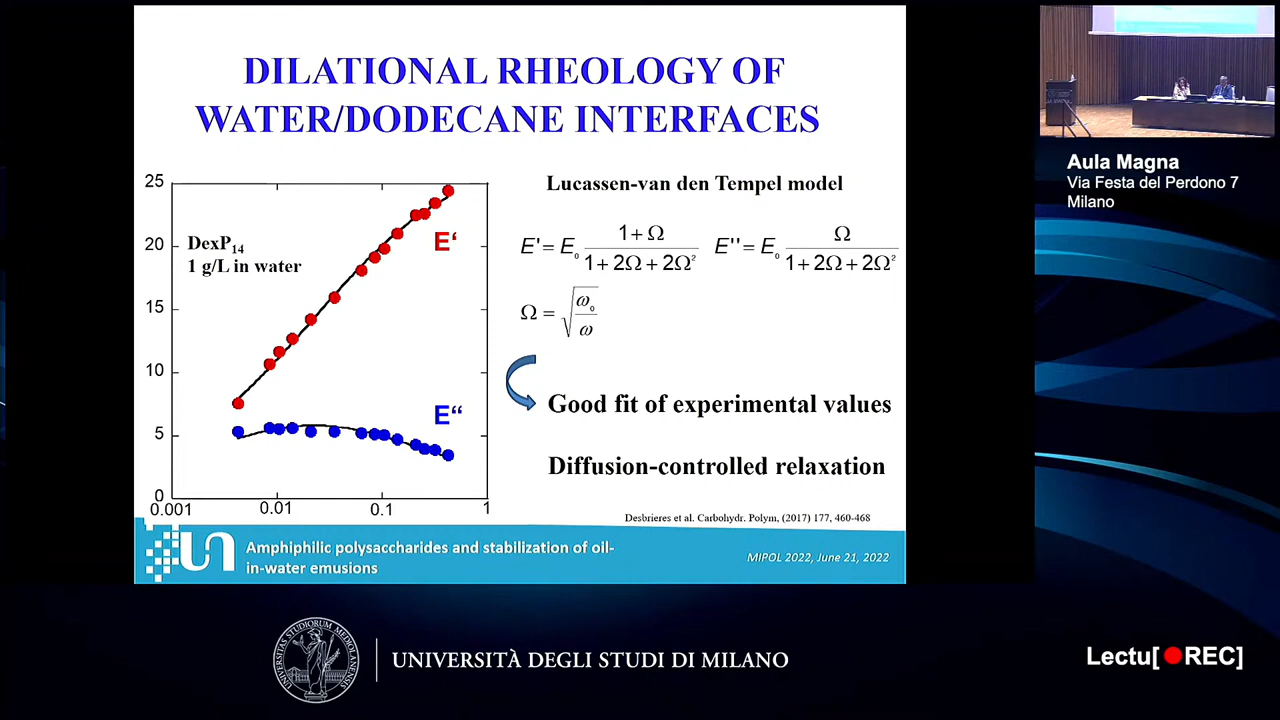 DILATIONAL RHEOLOGY OF
WATER/DODECANE INTERFACES
25
20
15
10
5
0
0.001
0.01
0.1
1
DexP14
1 g/L in water
E‘
E“
Lucassen-van den Tempel model
E'= E₀ (1+Ω)/(1+2Ω+2Ω²) E''= E₀ Ω/(1+2Ω+2Ω²)
Ω = √(ω₀/ω)
Good fit of experimental values
Diffusion-controlled relaxation
Desbrieres et al. Carbohydr. Polym, (2017) 177, 460-468
un
Amphiphilic polysaccharides and stabilization of oil-
in-water emusions
MIPOL 2022, June 21, 2022
Aula Magna
Via Festa del Perdono 7
Milano
UNIVERSITÀ DEGLI STUDI DI MILANO
Lectu[REC]